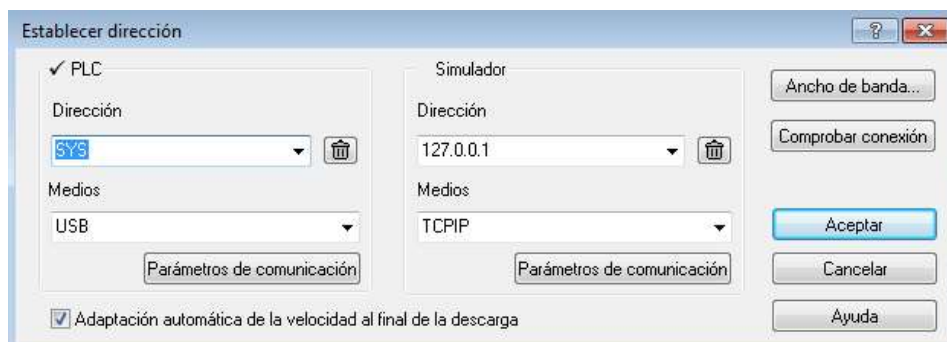 Establecer dirección
PLC
Dirección
SYS
Medios
USB
Parámetros de comunicación
Simulador
Dirección
127.0.0.1
Medios
TCPIP
Parámetros de comunicación
Adaptación automática de la velocidad al final de la descarga
Ancho de banda...
Comprobar conexión
Aceptar
Cancelar
Ayuda